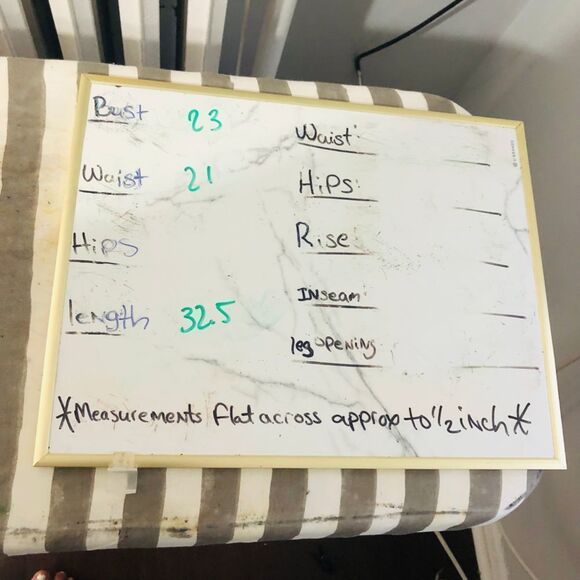 Bust 23
Waist 21
Hips
length 32.5
Waist:
HiPS:
Rise:
INseam:
leg opening
*Measurements flat across approx to 1/2 inch*